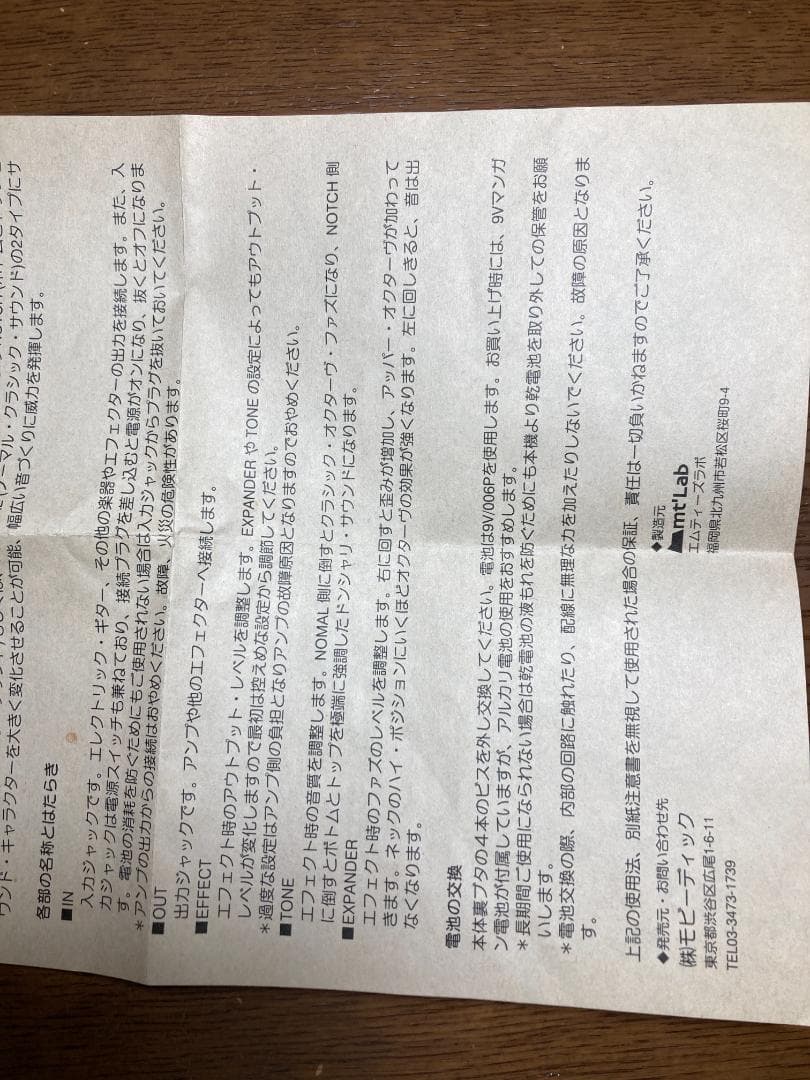 ウンド・キャラクターを大きく変化させることが可能、幅広い音づくりに威力を発揮します。
各部の名称とはたらき
■IN
入力ジャックです。エレクトリック・ギター、その他の楽器やエフェクターの出力を接続します。また、入
力ジャックは電源スイッチも兼ねており、接続プラグを差し込むと電源がオンになり、抜くとオフになりま
す。電池の消耗を防ぐためにもご使用されない場合は入力ジャックからプラグを抜いておいてください。
*アンプの出力からの接続はおやめください。故障、火災の危険性があります。
■OUT
出力ジャックです。アンプや他のエフェクターへ接続します。
■EFFECT
エフェクト時のアウトプット・レベルを調整します。EXPANDERやTONEの設定によってもアウトプット・
レベルが変化しますので最初は控えめな設定から調節してください。
*過度な設定はアンプ側の負担となりアンプの故障原因となりますのでおやめください。
■TONE
エフェクト時の音質を調整します。NOMAL側に倒すとクラシック・オクターヴ・ファズになり、NOTCH側
に倒すとボトムとトップを極端に強調したドンシャリ・サウンドになります。
■EXPANDER
エフェクト時のファズのレベルを調整します。右に回すと歪みが増加し、アッパー・オクターヴが加わって
きます。ネックのハイ・ポジションにいくほどオクターヴの効果が強くなります。左に回しきると、音は出
なくなります。
電池の交換
本体裏ブタの4本のビスを外し交換してください。電池は9V/006Pを使用します。お買い上げ時には、9Vマンガ
ン電池が付属していますが、アルカリ電池の使用をおすすめします。
*長期間ご使用になられない場合は乾電池の液もれを防ぐためにも本機より乾電池を取り外しての保管をお願
いします。
*電池交換の際、内部の回路に触れたり、配線に無理な力を加えたりしないでください。故障の原因となりま
す。
上記の使用法、別紙注意書を無視して使用された場合の保証、責任は一切負いかねますのでご了承ください。
◆発売元・お問い合わせ先
㈱モビーディック
東京都渋谷区広尾1-6-11
TEL03-3473-1739
◆製造元
mt'Lab
エムティーズラボ
福岡県北九州市若松区桜町9-4